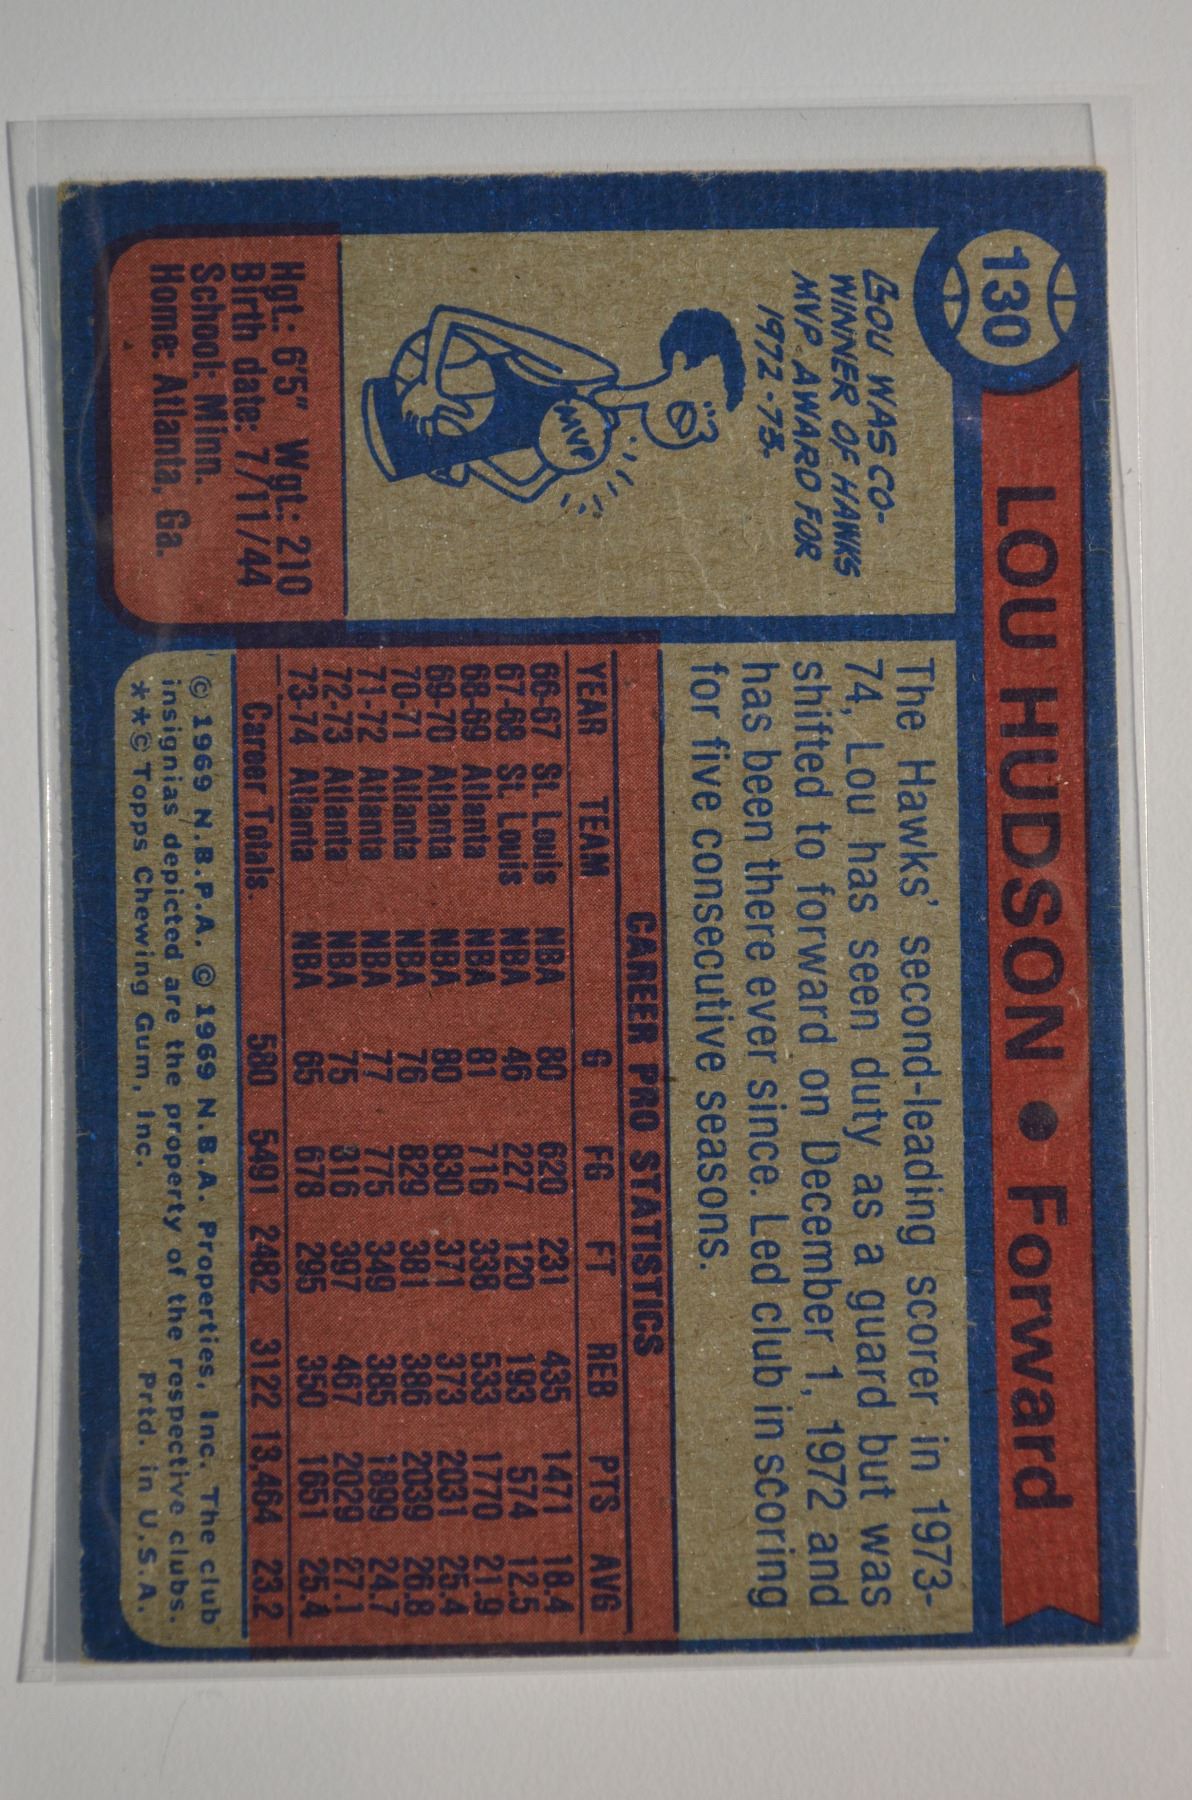 130
LOU HUDSON • Forward
LOU WAS CO-
WINNER OF HAWKS
MVP AWARD FOR
1972-73.
MVP
Hgt.: 6'5" Wgt.: 210
Birth date: 7/11/44
School: Minn.
Home: Atlanta, Ga.
The Hawks' second-leading scorer in 1973-
74, Lou has seen duty as a guard but was
shifted to forward on December 1, 1972 and
has been there ever since. Led club in scoring
for five consecutive seasons.
CAREER PRO STATISTICS
YEAR TEAM G FG FT REB PTS AVG
66-67 St. Louis NBA 80 620 231 435 1471 18.4
67-68 St. Louis NBA 46 227 120 193 574 12.5
68-69 Atlanta NBA 81 716 338 533 1770 21.9
69-70 Atlanta NBA 80 830 371 373 2031 25.4
70-71 Atlanta NBA 76 829 381 386 2039 26.8
71-72 Atlanta NBA 77 775 349 385 1899 24.7
72-73 Atlanta NBA 75 816 397 467 2029 27.1
73-74 Atlanta NBA 65 678 295 350 1651 25.4
Career Totals. 580 5491 2482 3122 13,464 23.2
© 1969 N.B.P.A. © 1969 N.B.A. Properties, Inc. The club
insignias depicted are the property of the respective clubs.
**© Topps Chewing Gum, Inc. Prtd. in U.S.A.